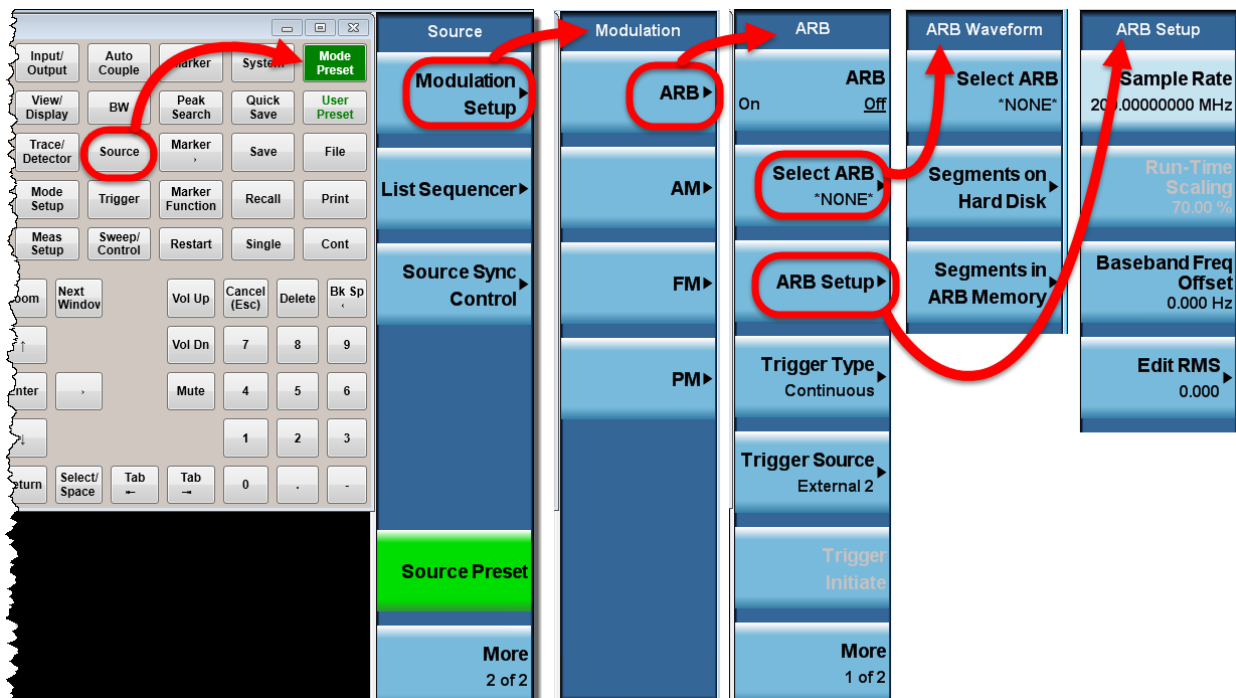 Input/
Output
Auto
Couple
Marker
System
Mode
Preset
View/
Display
BW
Peak
Search
Quick
Save
User
Preset
Trace/
Detector
Source
Marker
Save
File
Mode
Setup
Trigger
Marker
Function
Recall
Print
Meas
Setup
Sweep/
Control
Restart
Single
Cont
Next
Window
Vol Up
Cancel
(Esc)
Delete
Bk Sp
Vol Dn
7
8
9
Mute
4
5
6
1
2
3
Select/
Space
Tab
Tab
0
.
-
Source
Modulation
Setup
List Sequencer
Source Sync
Control
Source Preset
More
2 of 2
Modulation
ARB
AM
FM
PM
ARB
ARB
On Off
Select ARB
*NONE*
ARB Setup
Trigger Type
Continuous
Trigger Source
External 2
Trigger
Initiate
More
1 of 2
ARB Waveform
Select ARB
*NONE*
Segments on
Hard Disk
Segments in
ARB Memory
ARB Setup
Sample Rate
200.00000000 MHz
Run-Time
Scaling
70.00 %
Baseband Freq
Offset
0.000 Hz
Edit RMS
0.000